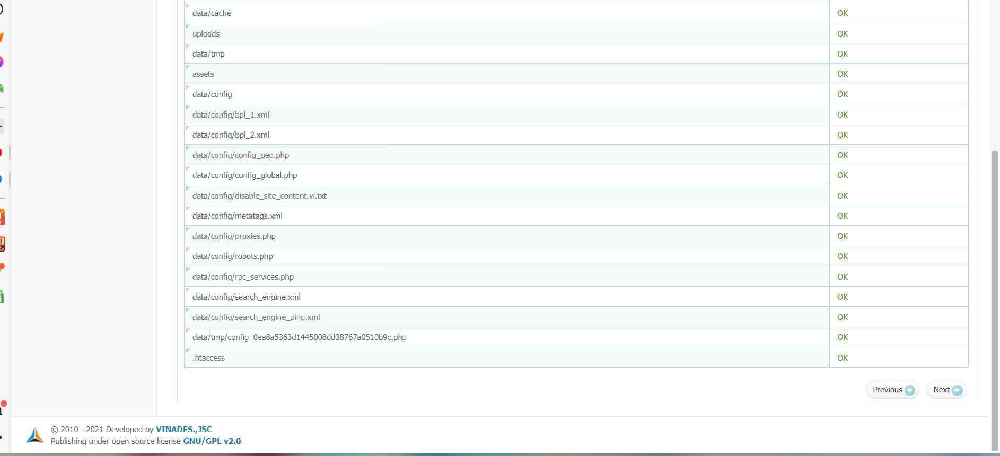 data/cache OK
uploads OK
data/tmp OK
assets OK
data/config OK
data/config/bpl_1.xml OK
data/config/bpl_2.xml OK
data/config/config_geo.php OK
data/config/config_global.php OK
data/config/disable_site_content.vi.txt OK
data/config/metatags.xml OK
data/config/proxies.php OK
data/config/robots.php OK
data/config/rpc_services.php OK
data/config/search_engine.xml OK
data/config/search_engine_ping.xml OK
data/tmp/config_0ea8a5363d1445008dd38767a0510b9c.php OK
.htaccess OK
Previous Next
© 2010 - 2021 Developed by VINADES.,JSC
Publishing under open source license GNU/GPL v2.0